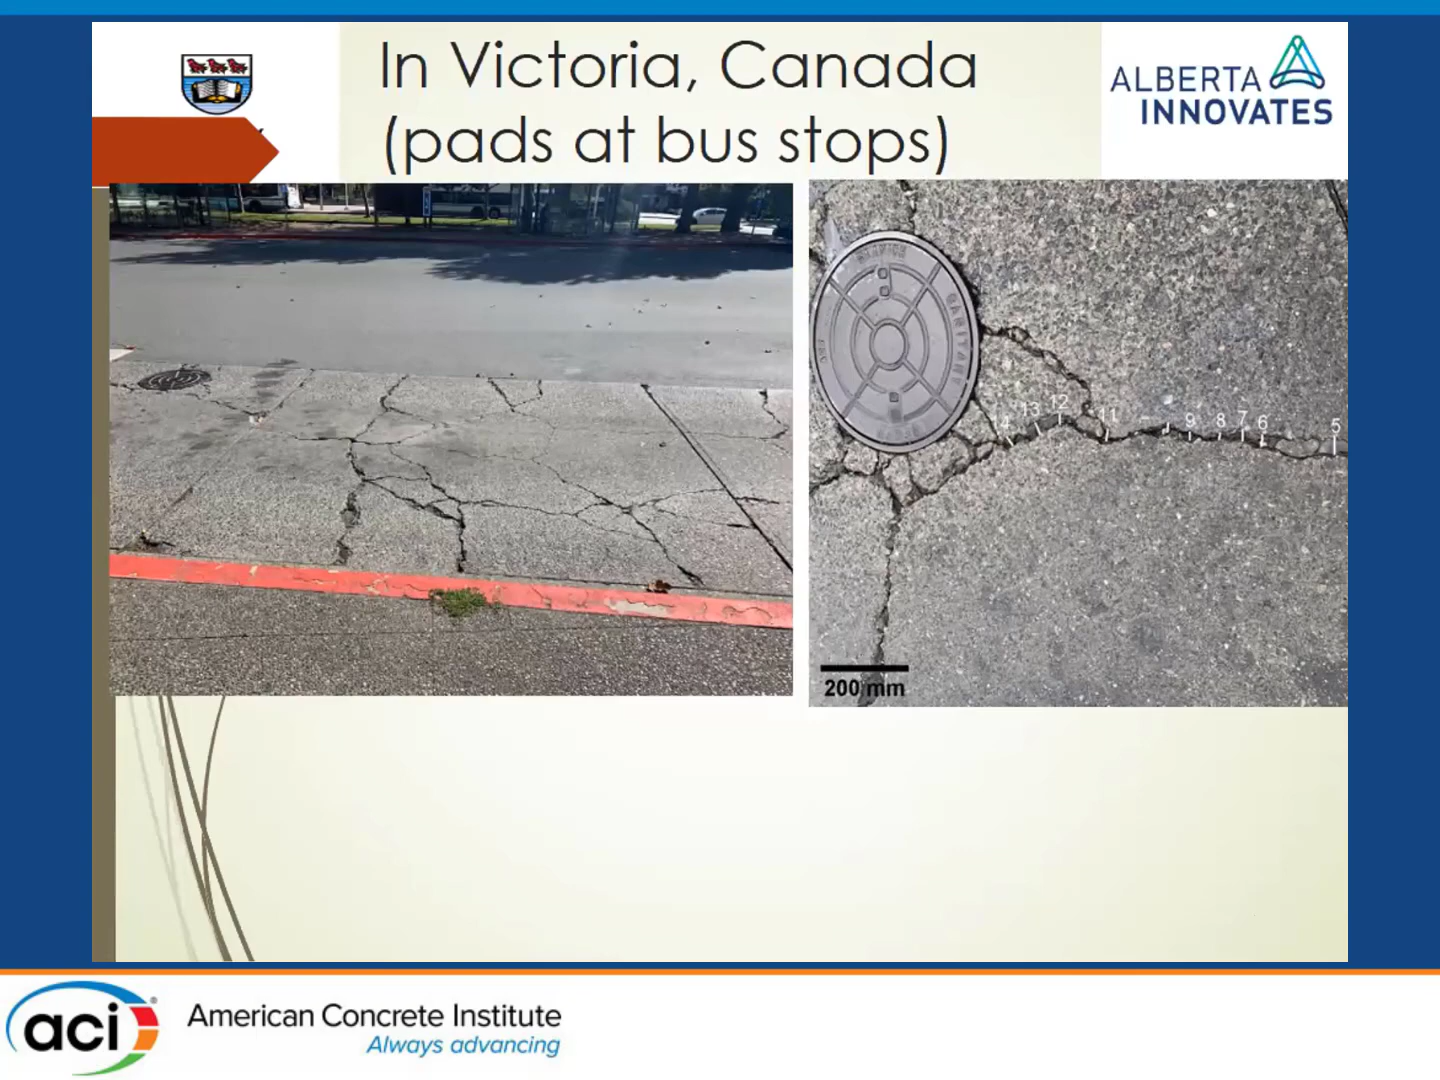 In Victoria, Canada
(pads at bus stops)
ALBERTA
INNOVATES
SANITARY
14 13 12 11 9 8 7 6 5
200 mm
aci®
American Concrete Institute
Always advancing